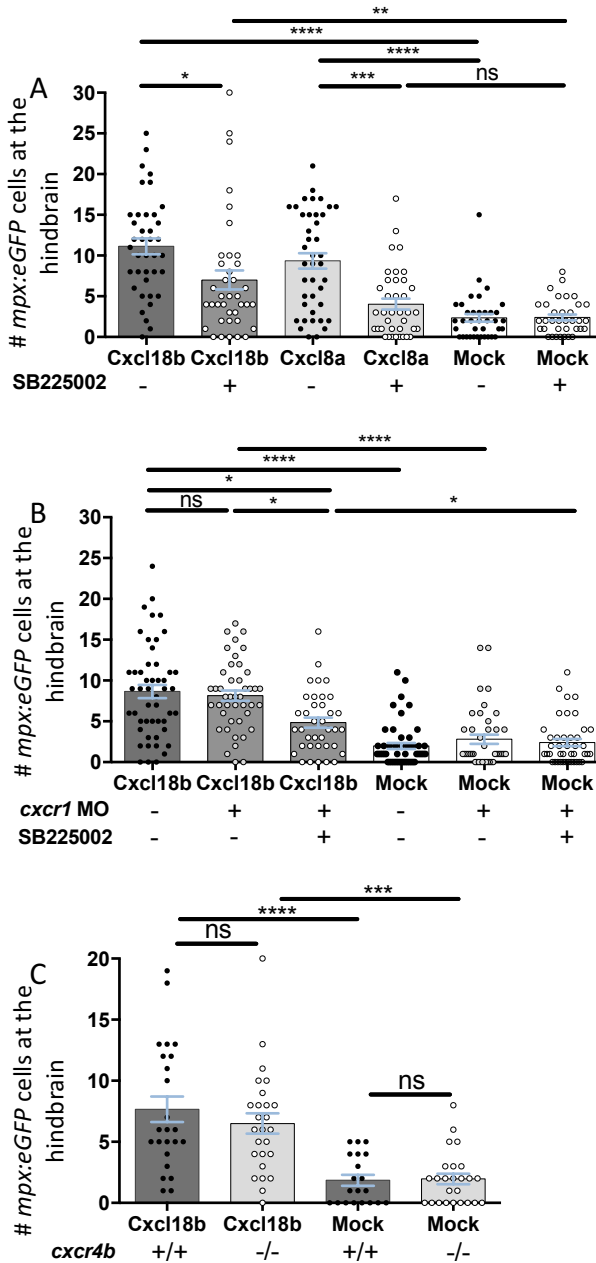 **
****
****
* *** ns
A
# mpx:eGFP cells at the
hindbrain
30
25
20
15
10
5
0
Cxcl18b Cxcl18b Cxcl8a Cxcl8a Mock Mock
SB225002 - + - + - +
****
****
*
ns * *
B
# mpx:eGFP cells at the
hindbrain
30
25
20
15
10
5
0
Cxcl18b Cxcl18b Cxcl18b Mock Mock Mock
cxcr1 MO - + + - + +
SB225002 - - + - - +
***
****
ns
C
# mpx:eGFP cells at the
hindbrain
20
15
10
5
0
ns
Cxcl18b Cxcl18b Mock Mock
cxcr4b +/+ -/- +/+ -/-